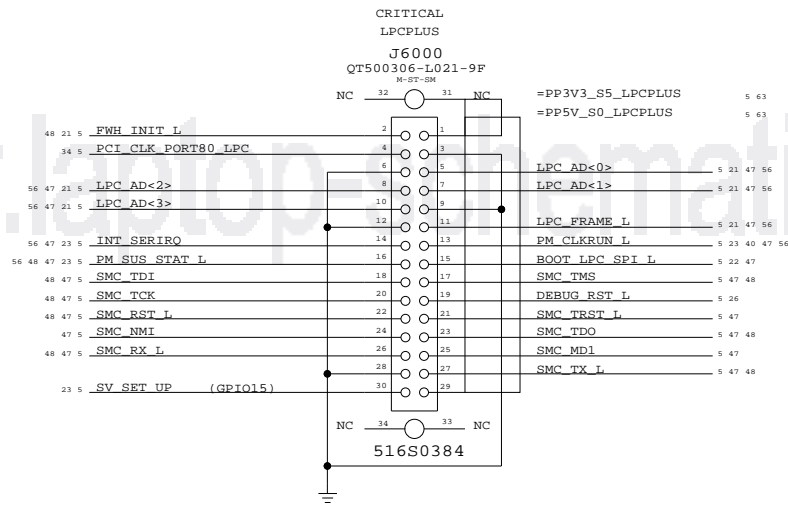 CRITICAL
LPCPLUS
J6000
QT500306-L021-9F
M-ST-SM
NC 32 31 NC =PP3V3_S5_LPCPLUS 5 63
=PP5V_S0_LPCPLUS 5 63
48 21 5 FWH_INIT_L 2 1
34 5 PCI_CLK_PORT80_LPC 4 3
6 5 LPC_AD<0> 5 21 47 56
56 47 21 5 LPC_AD<2> 8 7 LPC_AD<1> 5 21 47 56
56 47 21 5 LPC_AD<3> 10 9
12 11 LPC_FRAME_L 5 21 47 56
56 47 23 5 INT_SERIRQ 14 13 PM_CLKRUN_L 5 23 40 47 56
56 48 47 23 5 PM_SUS_STAT_L 16 15 BOOT_LPC_SPI_L 5 22 47
48 47 5 SMC_TDI 18 17 SMC_TMS 5 47 48
48 47 5 SMC_TCK 20 19 DEBUG_RST_L 5 26
48 47 5 SMC_RST_L 22 21 SMC_TRST_L 5 47
47 5 SMC_NMI 24 23 SMC_TDO 5 47 48
48 47 5 SMC_RX_L 26 25 SMC_MD1 5 47
28 27 SMC_TX_L 5 47 48
23 5 SV_SET_UP (GPIO15) 30 29
NC 34 33 NC
516S0384
.laptop-schemati